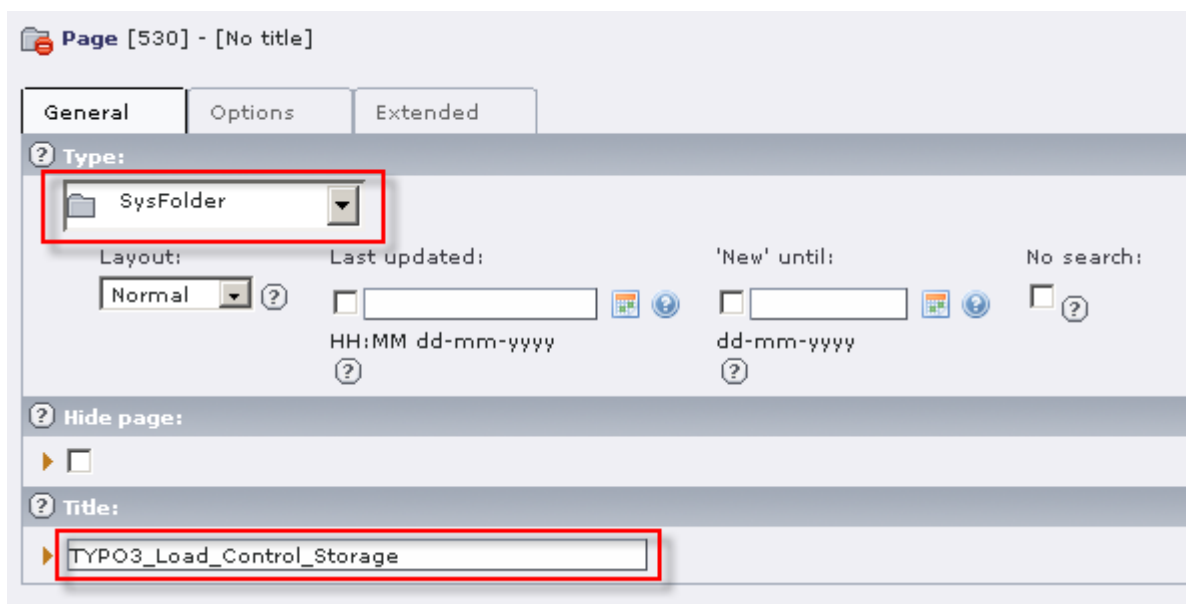 Page [530] - [No title]
General Options Extended
Type:
SysFolder
Layout: Last updated: 'New' until: No search:
Normal
HH:MM dd-mm-yyyy dd-mm-yyyy
Hide page:
Title:
TYPO3_Load_Control_Storage